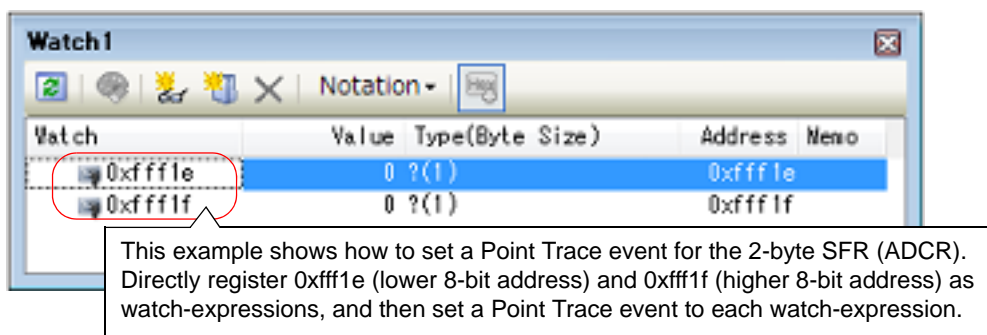 Watch1
Notation
Hex
Watch Value Type(Byte Size) Address Memo
0xfff1e 0 ?(1) 0xfff1e
0xfff1f 0 ?(1) 0xfff1f
This example shows how to set a Point Trace event for the 2-byte SFR (ADCR).
Directly register 0xfff1e (lower 8-bit address) and 0xfff1f (higher 8-bit address) as
watch-expressions, and then set a Point Trace event to each watch-expression.